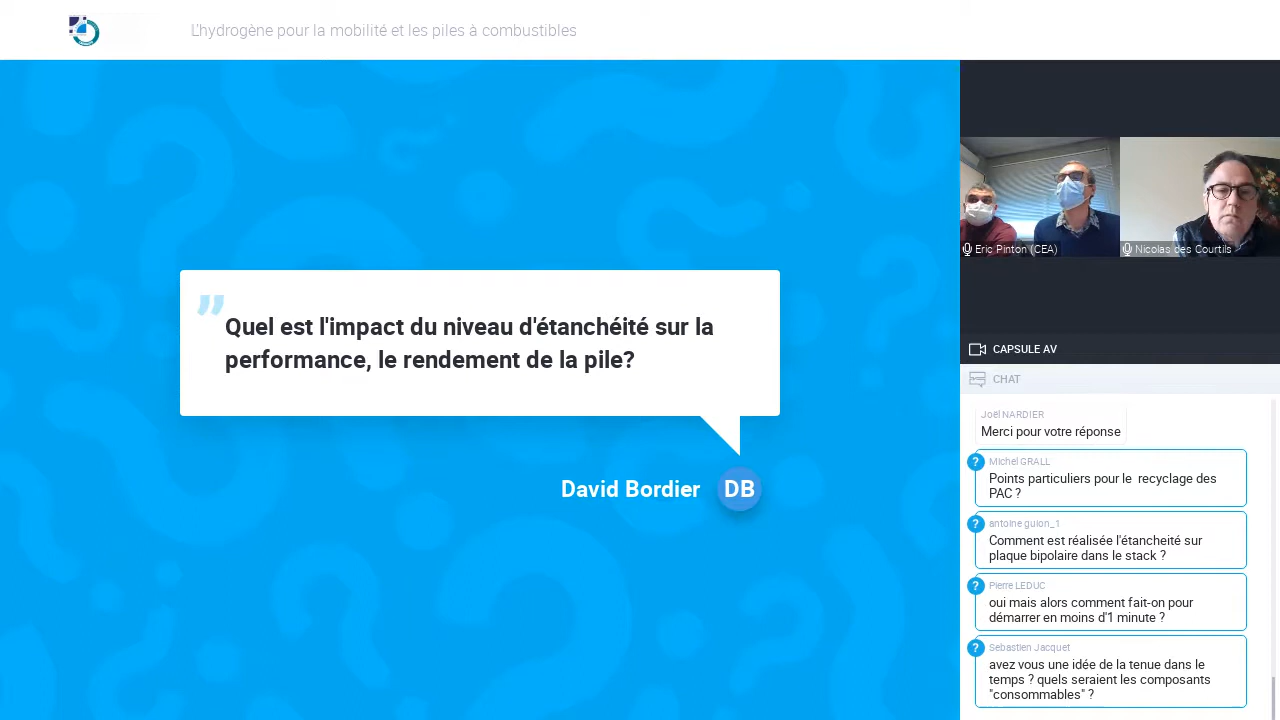 L'hydrogène pour la mobilité et les piles à combustibles
Quel est l'impact du niveau d'étanchéité sur la
performance, le rendement de la pile?
David Bordier DB
Eric Pinton (CEA)
Nicolas des Courtils
CAPSULE AV
CHAT
Joël NARDIER
Merci pour votre réponse
Michel GRALL
Points particuliers pour le recyclage des
PAC ?
antoine guion_1
Comment est réalisée l'étancheité sur
plaque bipolaire dans le stack ?
Pierre LEDUC
oui mais alors comment fait-on pour
démarrer en moins d'1 minute ?
Sébastien Jacquet
avez vous une idée de la tenue dans le
temps ? quels seraient les composants
"consommables" ?